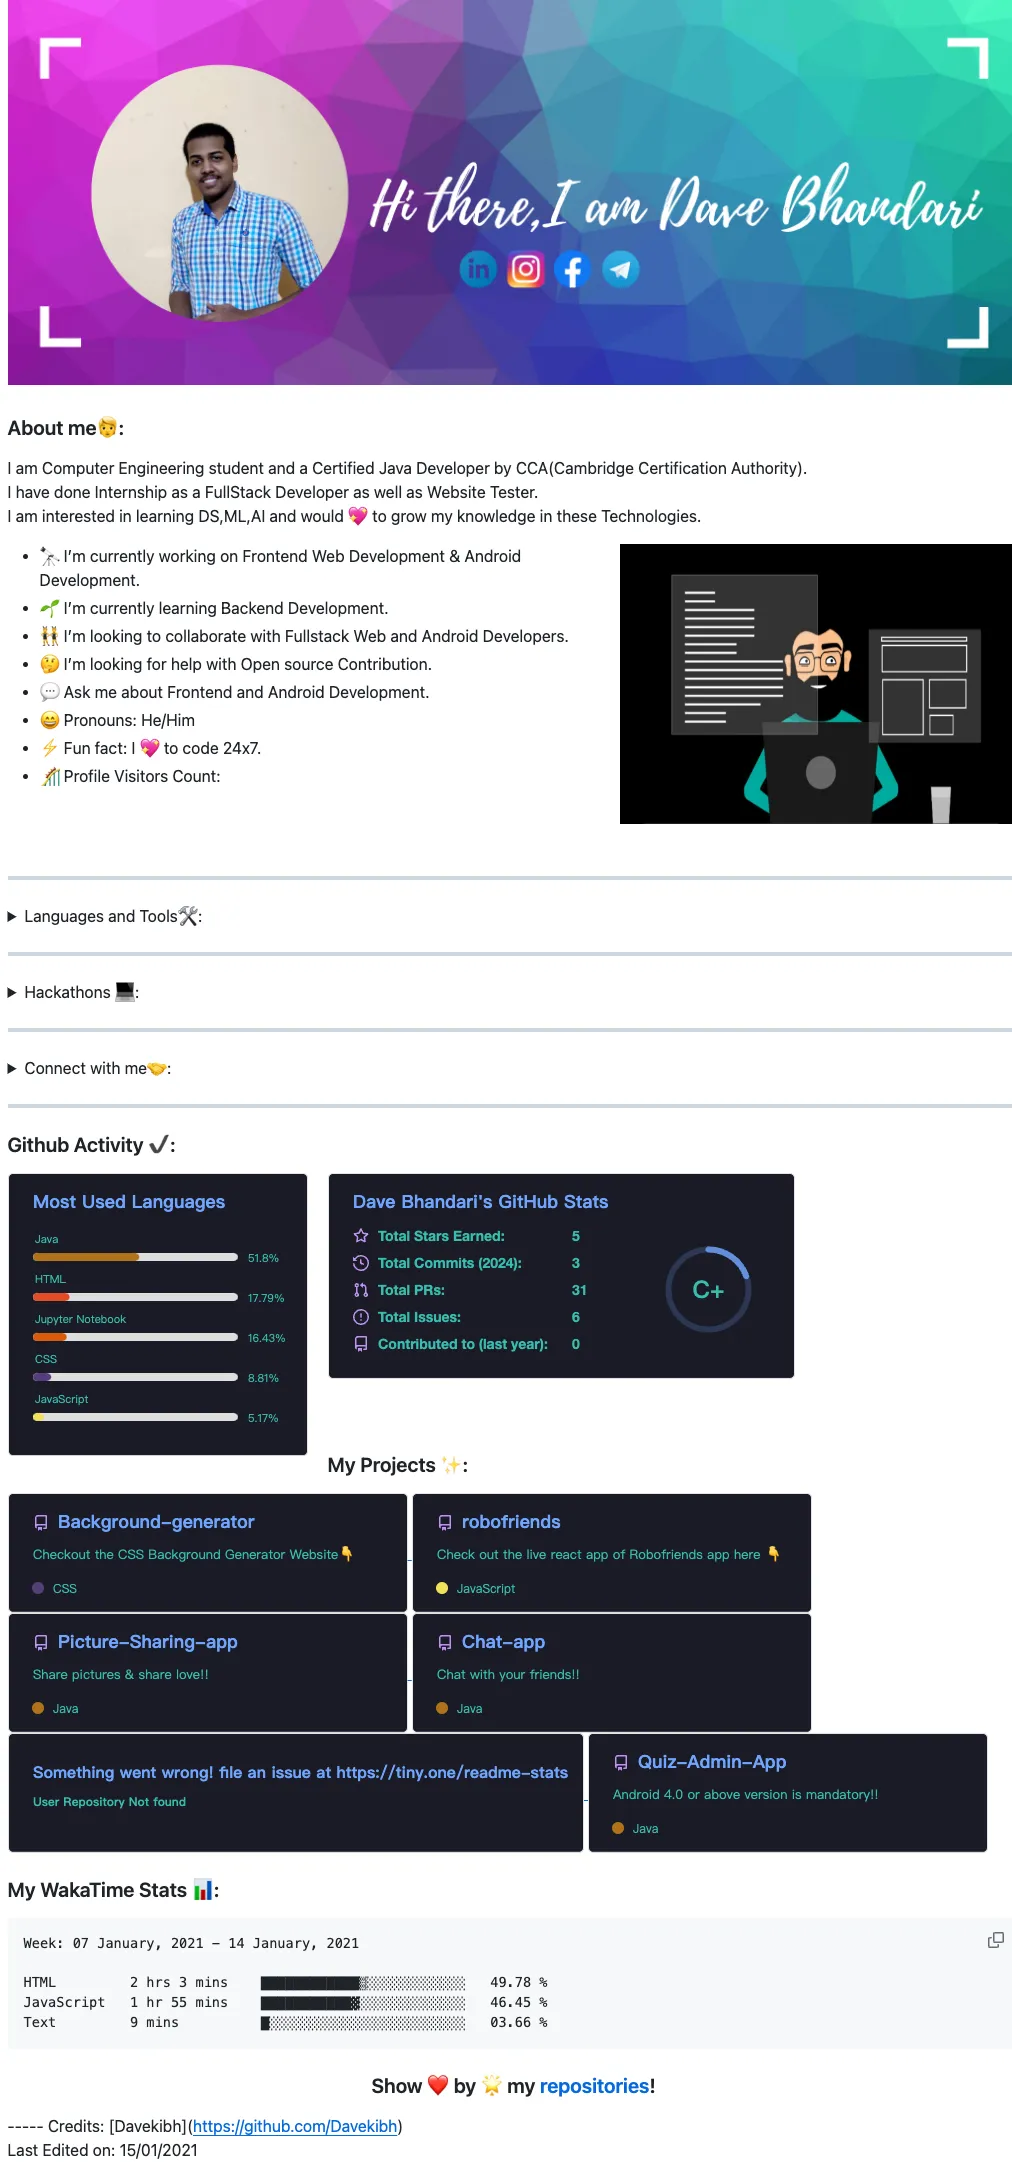 Hi there,I am Dave Bhandari
in
About me👨:
I am Computer Engineering student and a Certified Java Developer by CCA(Cambridge Certification Authority).
I have done Internship as a FullStack Developer as well as Website Tester.
I am interested in learning DS,ML,AI and would 💖 to grow my knowledge in these Technologies.
• 🔭 I’m currently working on Frontend Web Development & Android
Development.
• 🌱 I’m currently learning Backend Development.
• 👯 I’m looking to collaborate with Fullstack Web and Android Developers.
• 🤔 I’m looking for help with Open source Contribution.
• 💬 Ask me about Frontend and Android Development.
• 😄 Pronouns: He/Him
• ⚡ Fun fact: I 💖 to code 24x7.
• 🎢 Profile Visitors Count:
Languages and Tools🛠:
Hackathons 💻:
Connect with me🤝:
Github Activity ✔:
Most Used Languages
Java
51.8%
HTML
17.79%
Jupyter Notebook
16.43%
CSS
8.81%
JavaScript
5.17%
Dave Bhandari's GitHub Stats
Total Stars Earned: 5
Total Commits (2024): 3
Total PRs: 31
Total Issues: 6
Contributed to (last year): 0
C+
My Projects ✨:
Background-generator
Checkout the CSS Background Generator Website👇
CSS
robofriends
Check out the live react app of Robofriends app here 👇
JavaScript
Picture-Sharing-app
Share pictures & share love!!
Java
Chat-app
Chat with your friends!!
Java
Something went wrong! file an issue at https://tiny.one/readme-stats
User Repository Not found
Quiz-Admin-App
Android 4.0 or above version is mandatory!!
Java
My WakaTime Stats 📊:
Week: 07 January, 2021 - 14 January, 2021
HTML 2 hrs 3 mins ████████████▒░░░░░░░░░░░░ 49.78 %
JavaScript 1 hr 55 mins ███████████▓░░░░░░░░░░░░░ 46.45 %
Text 9 mins █░░░░░░░░░░░░░░░░░░░░░░░░ 03.66 %
Show ❤️ by 🌟 my repositories!
----- Credits: [Davekibh](https://github.com/Davekibh)
Last Edited on: 15/01/2021